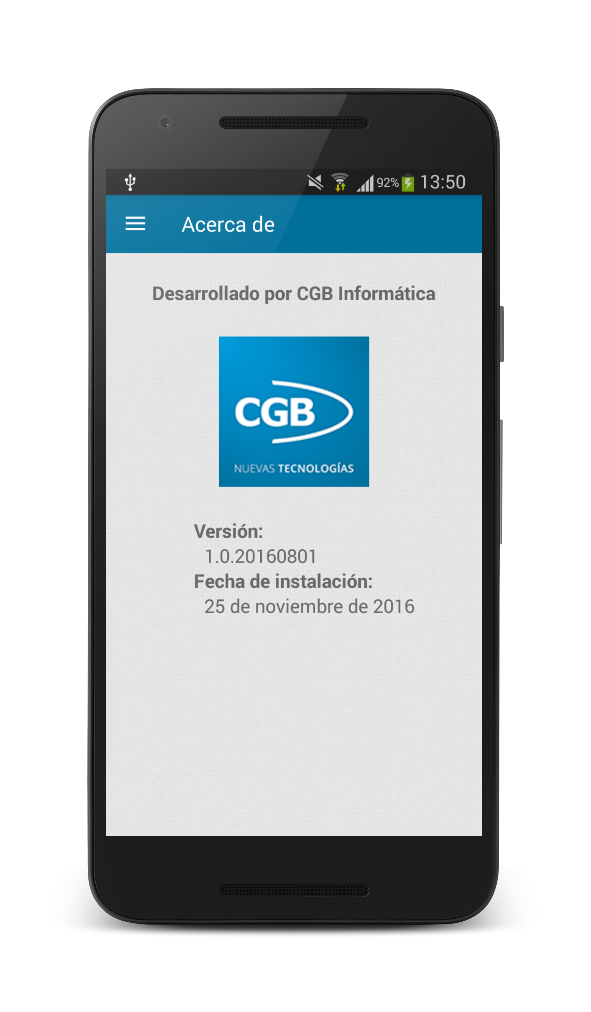 92% 13:50
Acerca de
Desarrollado por CGB Informática
CGB
NUEVAS TECNOLOGÍAS
Versión:
1.0.20160801
Fecha de instalación:
25 de noviembre de 2016